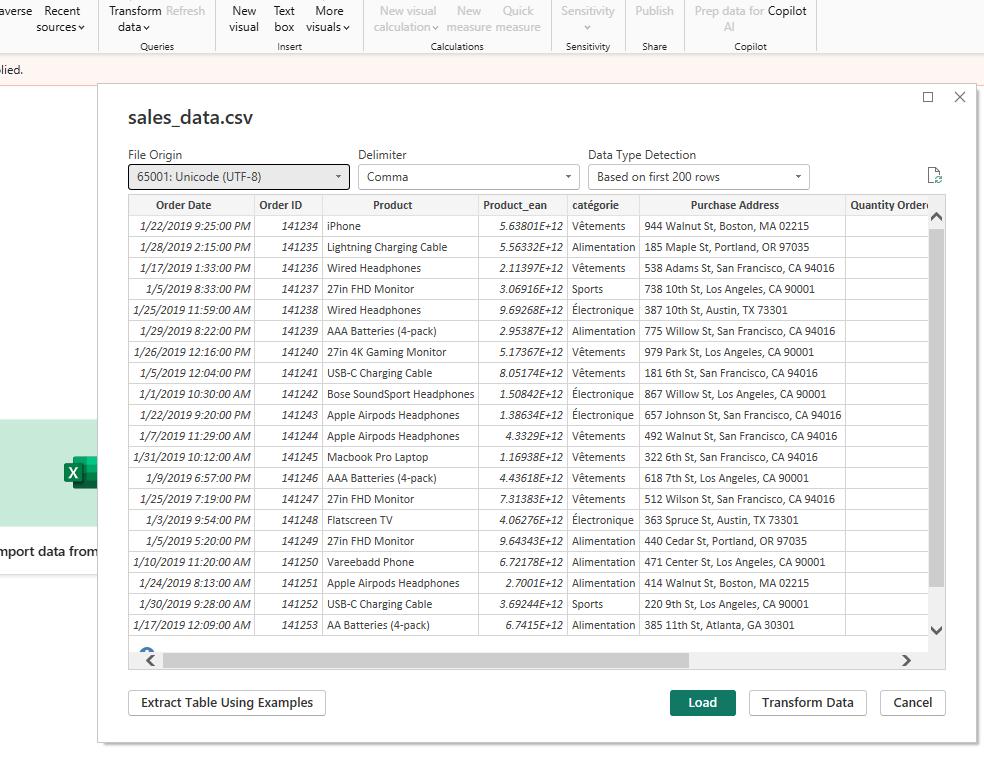 averse Recent sources Transform data Refresh New visual Text box More visuals New visual calculation New measure Quick measure Sensitivity Publish Prep data for AI Copilot
Queries Insert Calculations Sensitivity Share Copilot
lied.
sales_data.csv
File Origin Delimiter Data Type Detection
65001: Unicode (UTF-8) Comma Based on first 200 rows
Order Date Order ID Product Product_ean catégorie Purchase Address Quantity Ordere
1/22/2019 9:25:00 PM 141234 iPhone 5.63801E+12 Vêtements 944 Walnut St, Boston, MA 02215
1/28/2019 2:15:00 PM 141235 Lightning Charging Cable 5.56332E+12 Alimentation 185 Maple St, Portland, OR 97035
1/17/2019 1:33:00 PM 141236 Wired Headphones 2.11397E+12 Vêtements 538 Adams St, San Francisco, CA 94016
1/5/2019 8:33:00 PM 141237 27in FHD Monitor 3.06916E+12 Sports 738 10th St, Los Angeles, CA 90001
1/25/2019 11:59:00 AM 141238 Wired Headphones 9.69268E+12 Électronique 387 10th St, Austin, TX 73301
1/29/2019 8:22:00 PM 141239 AAA Batteries (4-pack) 2.95387E+12 Alimentation 775 Willow St, San Francisco, CA 94016
1/26/2019 12:16:00 PM 141240 27in 4K Gaming Monitor 5.17367E+12 Vêtements 979 Park St, Los Angeles, CA 90001
1/5/2019 12:04:00 PM 141241 USB-C Charging Cable 8.05174E+12 Vêtements 181 6th St, San Francisco, CA 94016
1/1/2019 10:30:00 AM 141242 Bose SoundSport Headphones 1.50842E+12 Électronique 867 Willow St, Los Angeles, CA 90001
1/22/2019 9:20:00 PM 141243 Apple Airpods Headphones 1.38634E+12 Électronique 657 Johnson St, San Francisco, CA 94016
1/7/2019 11:29:00 AM 141244 Apple Airpods Headphones 4.3329E+12 Vêtements 492 Walnut St, San Francisco, CA 94016
1/31/2019 10:12:00 AM 141245 Macbook Pro Laptop 1.16938E+12 Vêtements 322 6th St, San Francisco, CA 94016
1/9/2019 6:57:00 PM 141246 AAA Batteries (4-pack) 4.43618E+12 Vêtements 618 7th St, Los Angeles, CA 90001
1/25/2019 7:19:00 PM 141247 27in FHD Monitor 7.31383E+12 Vêtements 512 Wilson St, San Francisco, CA 94016
1/3/2019 9:54:00 PM 141248 Flatscreen TV 4.06276E+12 Électronique 363 Spruce St, Austin, TX 73301
1/5/2019 5:20:00 PM 141249 27in FHD Monitor 9.64343E+12 Alimentation 440 Cedar St, Portland, OR 97035
1/10/2019 11:20:00 AM 141250 Vareebadd Phone 6.72178E+12 Alimentation 471 Center St, Los Angeles, CA 90001
1/24/2019 8:13:00 AM 141251 Apple Airpods Headphones 2.7001E+12 Alimentation 414 Walnut St, Boston, MA 02215
1/30/2019 9:28:00 AM 141252 USB-C Charging Cable 3.69244E+12 Sports 220 9th St, Los Angeles, CA 90001
1/17/2019 12:09:00 AM 141253 AA Batteries (4-pack) 6.7415E+12 Alimentation 385 11th St, Atlanta, GA 30301
X
mport data from
Extract Table Using Examples Load Transform Data Cancel